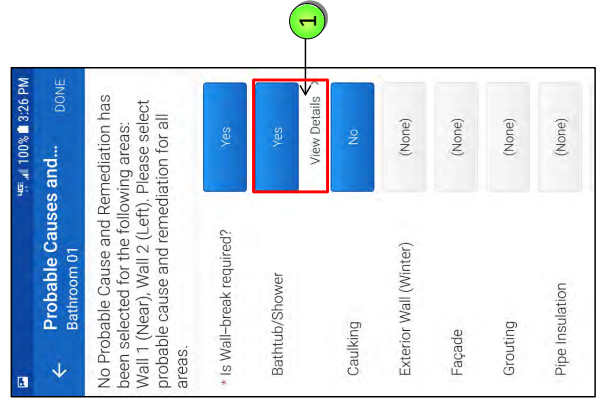 4G 100% 3:26 PM
Probable Causes and...
DONE
Bathroom 01
No Probable Cause and Remediation has
been selected for the following areas:
Wall 1 (Near), Wall 2 (Left). Please select
probable cause and remediation for all
areas.
* Is Wall-break required?
Yes
Bathtub/Shower
Yes
View Details
1
Caulking
No
Exterior Wall (Winter)
(None)
Façade
(None)
Grouting
(None)
Pipe Insulation
(None)